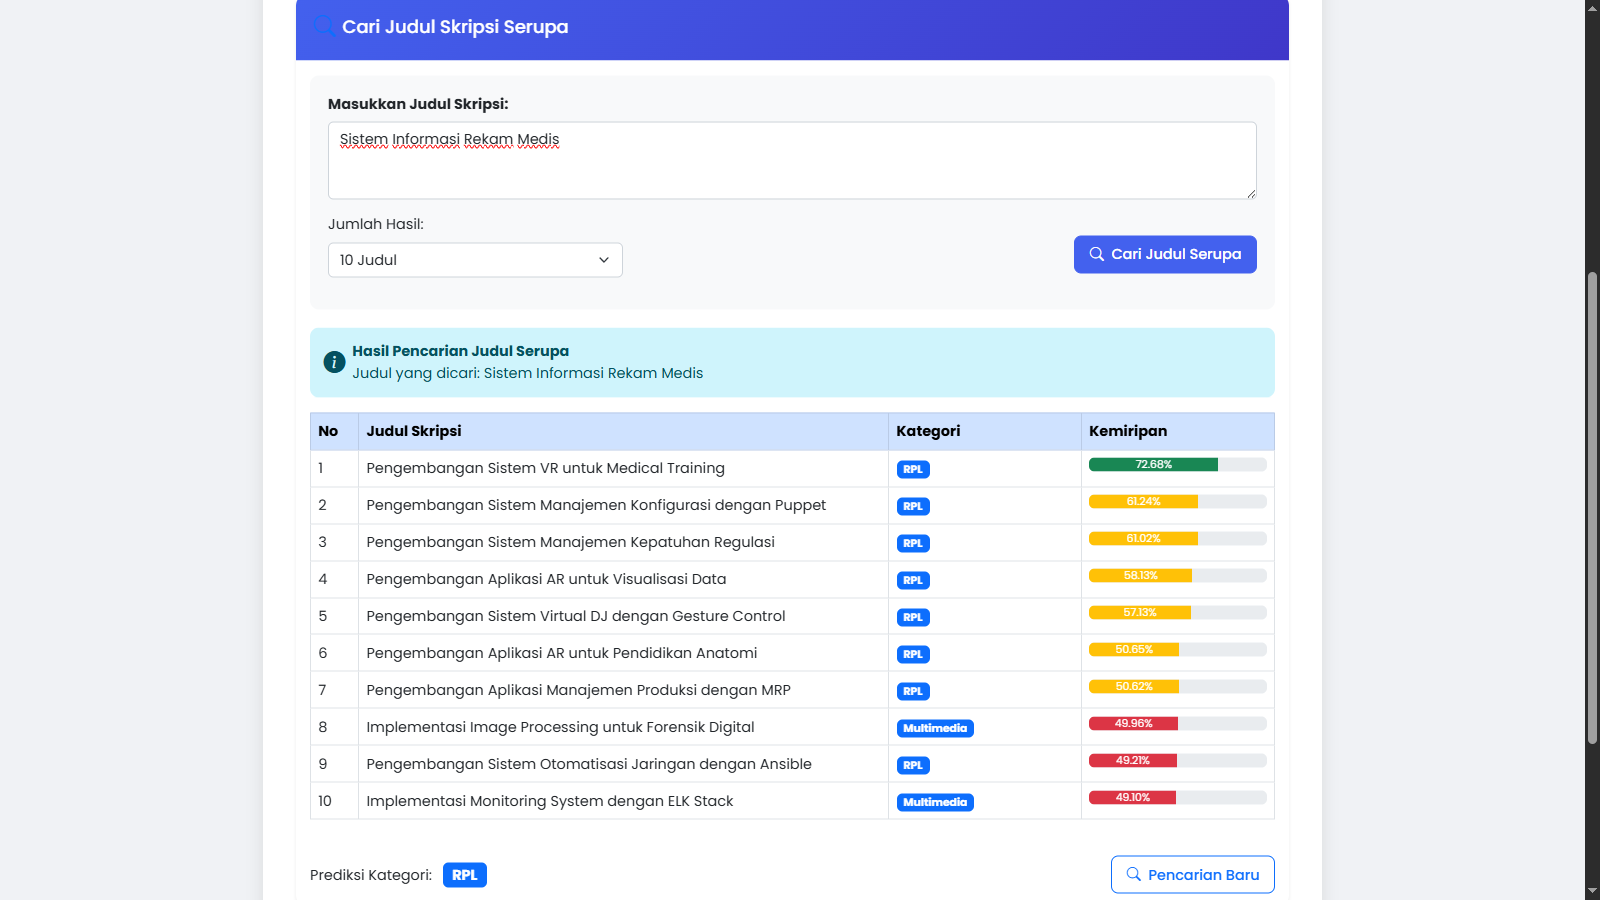 Cari Judul Skripsi Serupa
Masukkan Judul Skripsi:
Sistem Informasi Rekam Medis
Jumlah Hasil:
10 Judul
Cari Judul Serupa
Hasil Pencarian Judul Serupa
Judul yang dicari: Sistem Informasi Rekam Medis
No Judul Skripsi Kategori Kemiripan
1 Pengembangan Sistem VR untuk Medical Training RPL 72.68%
2 Pengembangan Sistem Manajemen Konfigurasi dengan Puppet RPL 61.24%
3 Pengembangan Sistem Manajemen Kepatuhan Regulasi RPL 61.02%
4 Pengembangan Aplikasi AR untuk Visualisasi Data RPL 58.13%
5 Pengembangan Sistem Virtual DJ dengan Gesture Control RPL 57.13%
6 Pengembangan Aplikasi AR untuk Pendidikan Anatomi RPL 50.65%
7 Pengembangan Aplikasi Manajemen Produksi dengan MRP RPL 50.62%
8 Implementasi Image Processing untuk Forensik Digital Multimedia 49.96%
9 Pengembangan Sistem Otomatisasi Jaringan dengan Ansible RPL 49.21%
10 Implementasi Monitoring System dengan ELK Stack Multimedia 49.10%
Prediksi Kategori: RPL
Pencarian Baru